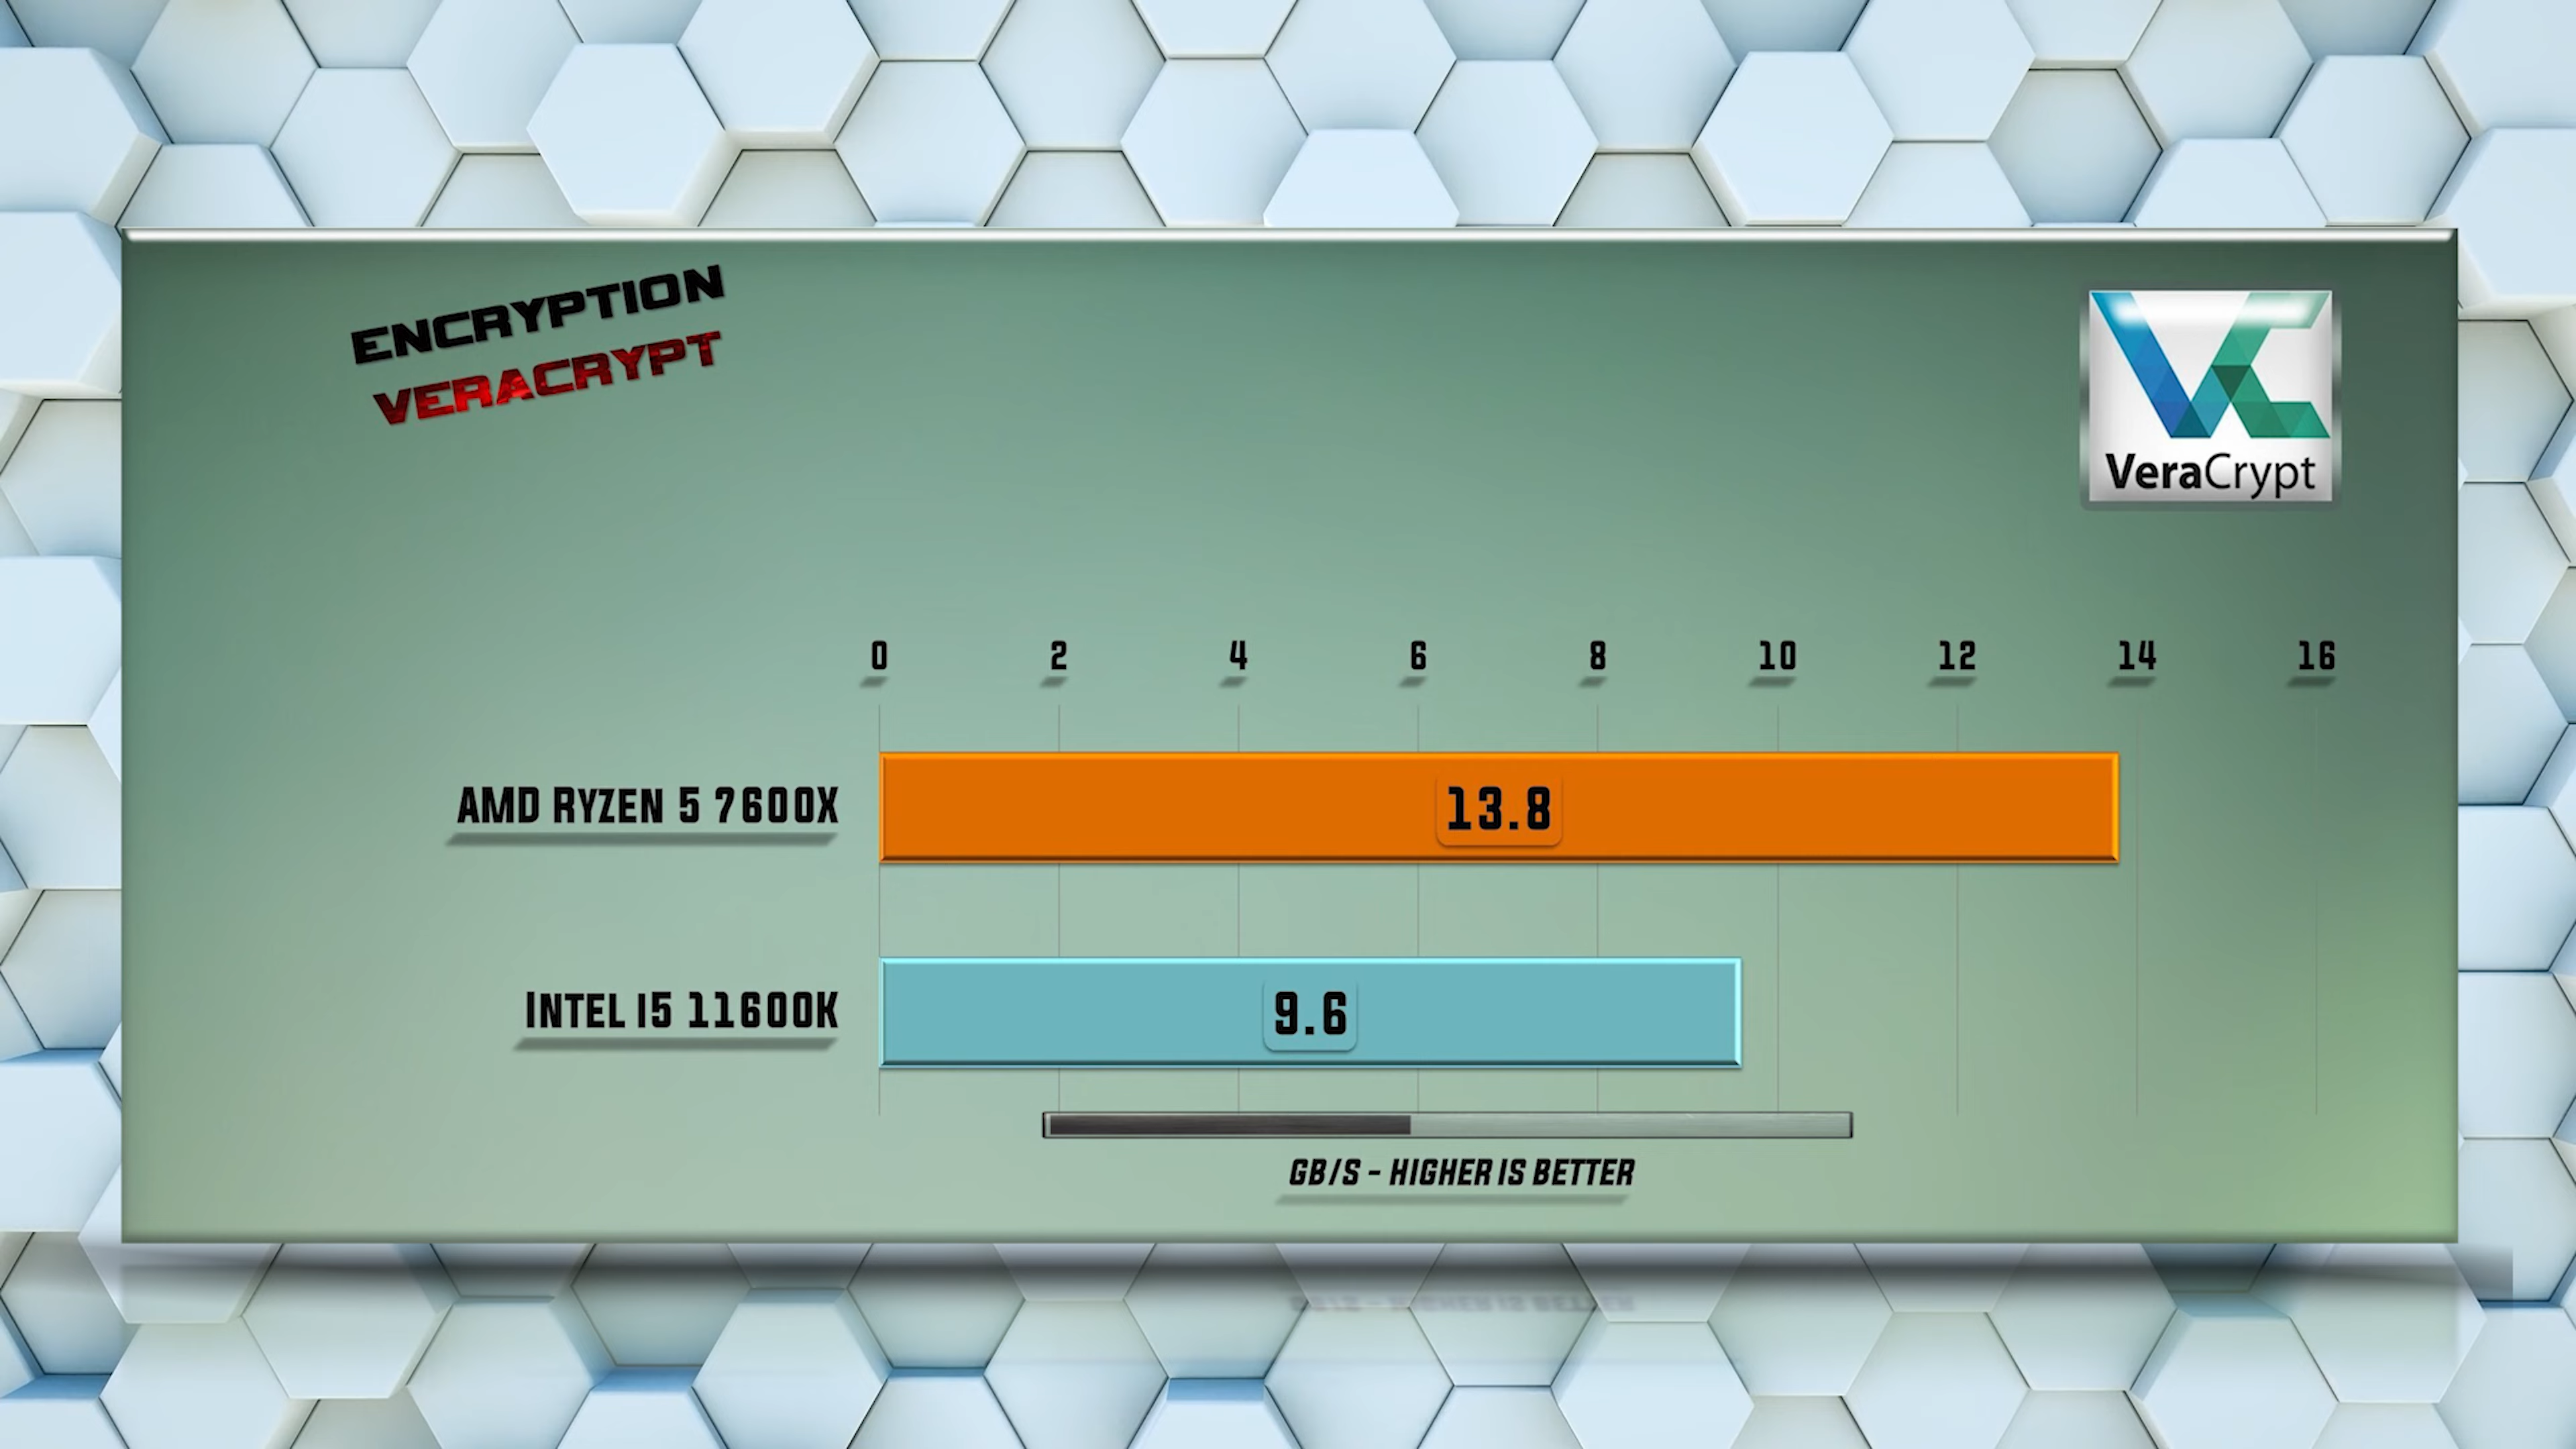 ENCRYPTION
VERACRYPT
VeraCrypt
0 2 4 6 8 10 12 14 16
AMD RYZEN 5 7600X 13.8
INTEL I5 11600K 9.6
GB/S - HIGHER IS BETTER